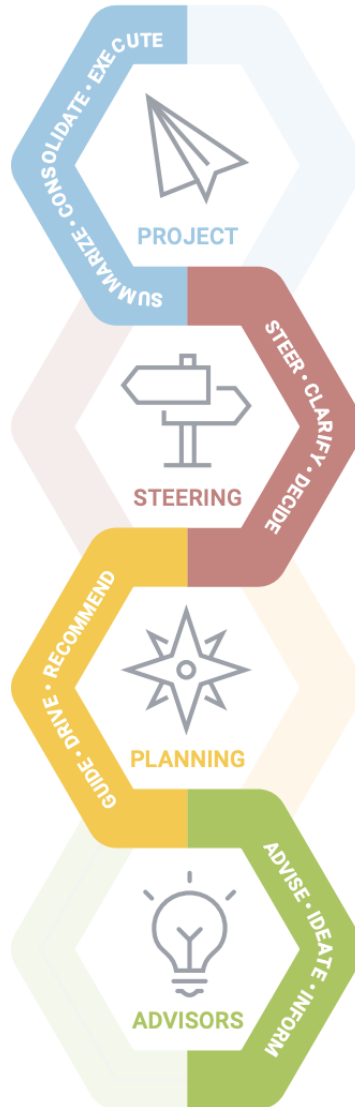 SUMMARIZE • CONSOLIDATE • EXECUTE
PROJECT
STEER • CLARIFY • DECIDE
STEERING
GUIDE • DRIVE • RECOMMEND
PLANNING
ADVISE • IDEATE • INFORM
ADVISORS